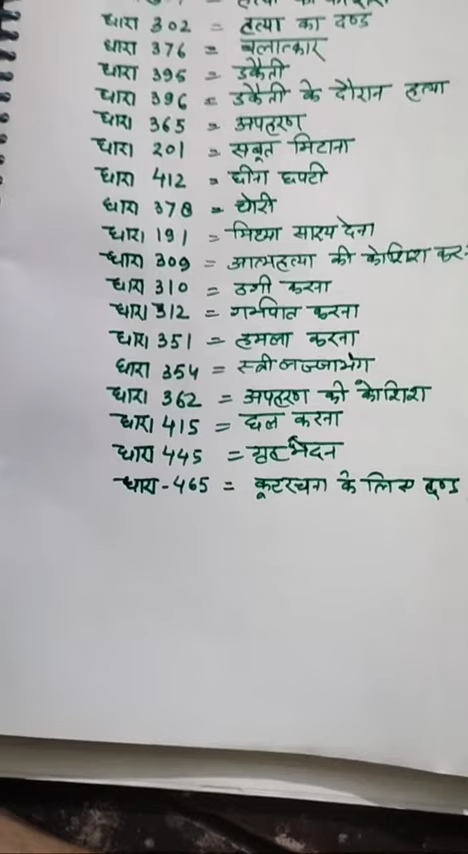 धारा 302 = हत्या का दण्ड
धारा 376 = बलात्कार
धारा 395 = डकैती
धारा 396 = डकैती के दौरान हत्या
धारा 365 = अपहरण
धारा 201 = सबूत मिटाना
धारा 412 = छीना झपटी
धारा 378 = चोरी
धारा 191 = मिथ्या साक्ष्य देना
धारा 309 = आत्महत्या की कोशिश
धारा 310 = ठगी करना
धारा 312 = गर्भपात करना
धारा 351 = हमला करना
धारा 354 = स्त्री लज्जाभंग
धारा 362 = अपहरण की कोशिश
धारा 415 = छल करना
धारा 445 = गृहभेदन
धारा - 465 = कूटरचना के लिए दण्ड